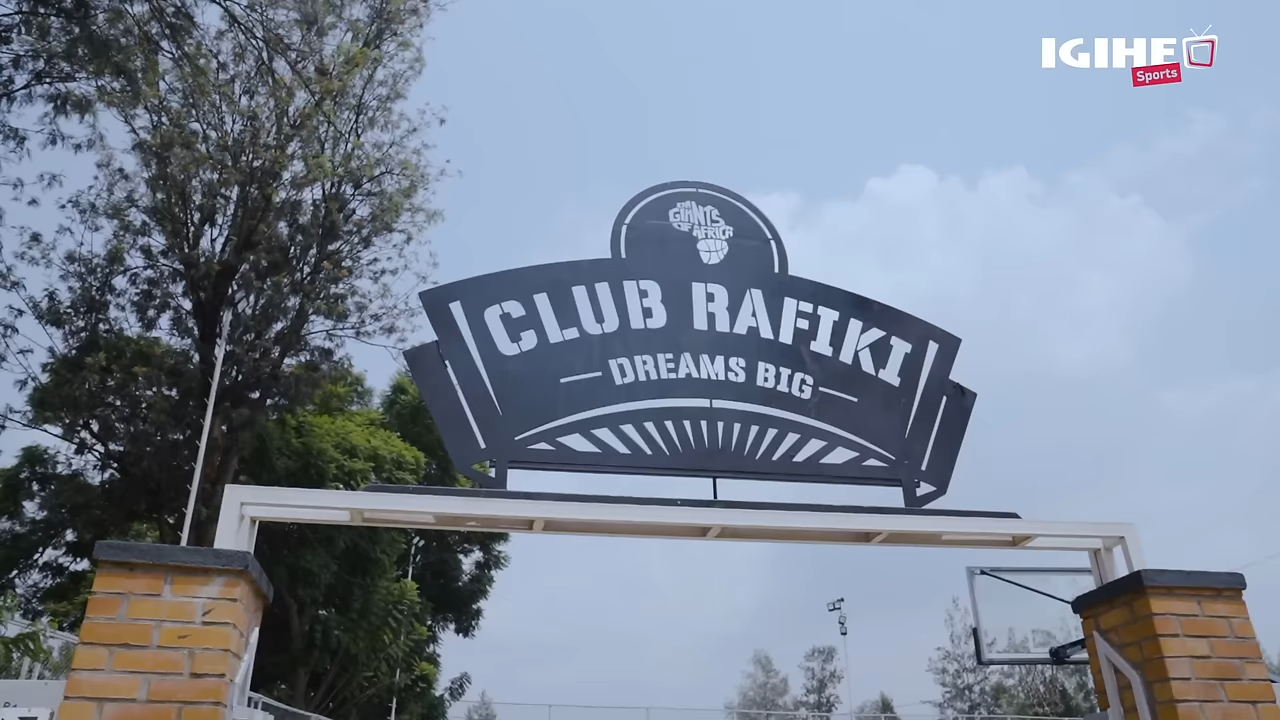 IGIHE
Sports
GIANTS
OF AFRICA
CLUB RAFIKI
DREAMS BIG